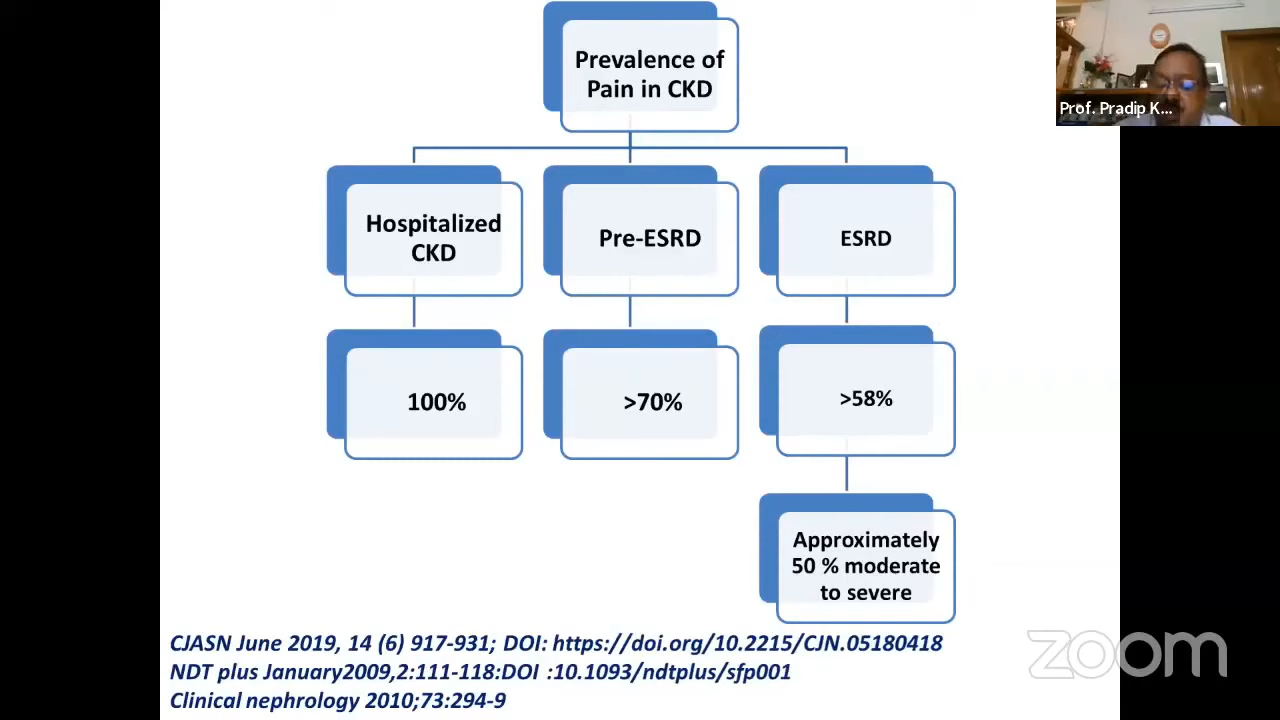 Prevalence of
Pain in CKD
Prof. Pradip K...
Hospitalized
CKD
Pre-ESRD
ESRD
100%
>70%
>58%
Approximately
50 % moderate
to severe
CJASN June 2019, 14 (6) 917-931; DOI: https://doi.org/10.2215/CJN.05180418
NDT plus January2009,2:111-118:DOI :10.1093/ndtplus/sfp001
Clinical nephrology 2010;73:294-9
zoom